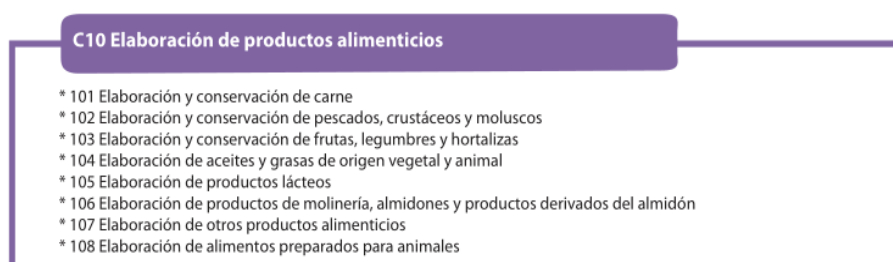 C10 Elaboración de productos alimenticios
* 101 Elaboración y conservación de carne
* 102 Elaboración y conservación de pescados, crustáceos y moluscos
* 103 Elaboración y conservación de frutas, legumbres y hortalizas
* 104 Elaboración de aceites y grasas de origen vegetal y animal
* 105 Elaboración de productos lácteos
* 106 Elaboración de productos de molinería, almidones y productos derivados del almidón
* 107 Elaboración de otros productos alimenticios
* 108 Elaboración de alimentos preparados para animales